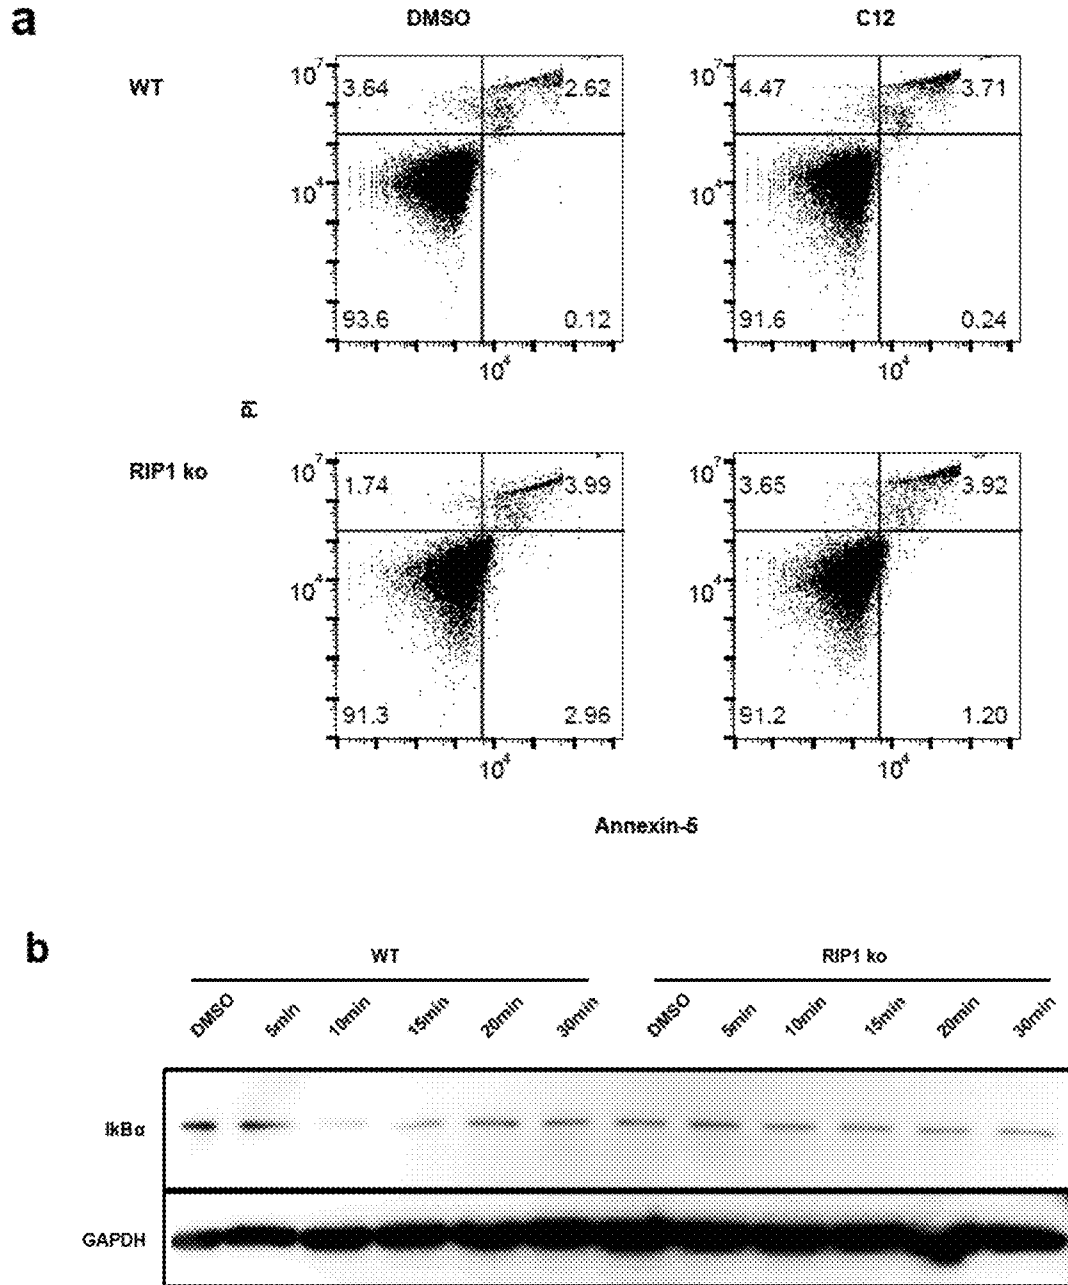 a
DMSO
C12
WT
10⁷
3.64
2.62
10⁴
93.6
0.12
10⁴
10⁷
4.47
3.71
10⁴
91.6
0.24
10⁴
PI
RIP1 ko
10⁷
1.74
3.99
10⁴
91.3
2.96
10⁴
10⁷
3.65
3.92
10⁴
91.2
1.20
10⁴
Annexin-5
b
WT
RIP1 ko
DMSO 5min 10min 15min 20min 30min DMSO 5min 10min 15min 20min 30min
IkBα
GAPDH